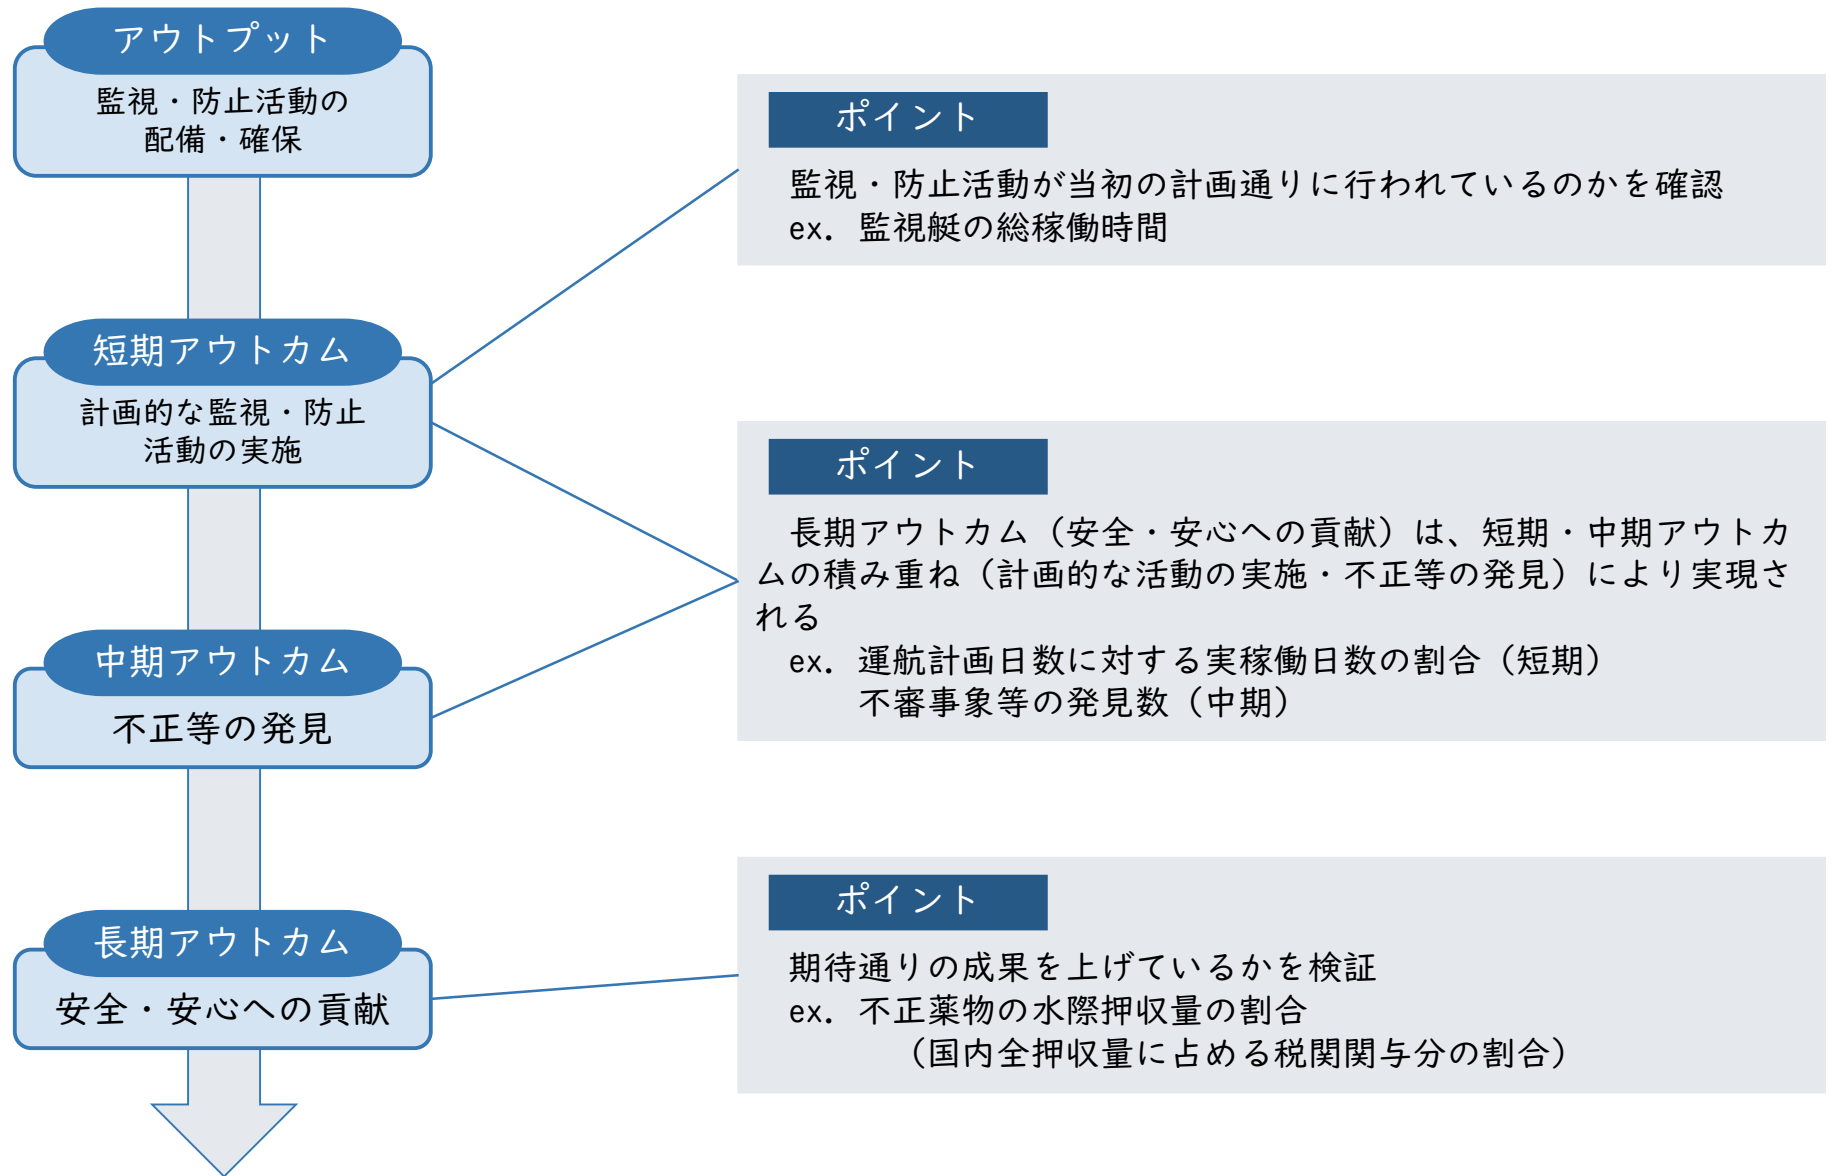 アウトプット
監視・防止活動の
配備・確保
短期アウトカム
計画的な監視・防止
活動の実施
中期アウトカム
不正等の発見
長期アウトカム
安全・安心への貢献
ポイント
監視・防止活動が当初の計画通りに行われているのかを確認
ex. 監視艇の総稼働時間
ポイント
長期アウトカム（安全・安心への貢献）は、短期・中期アウトカ
ムの積み重ね（計画的な活動の実施・不正等の発見）により実現さ
れる
ex. 運航計画日数に対する実稼働日数の割合（短期）
不審事象等の発見数（中期）
ポイント
期待通りの成果を上げているかを検証
ex. 不正薬物の水際押収量の割合
（国内全押収量に占める税関関与分の割合）